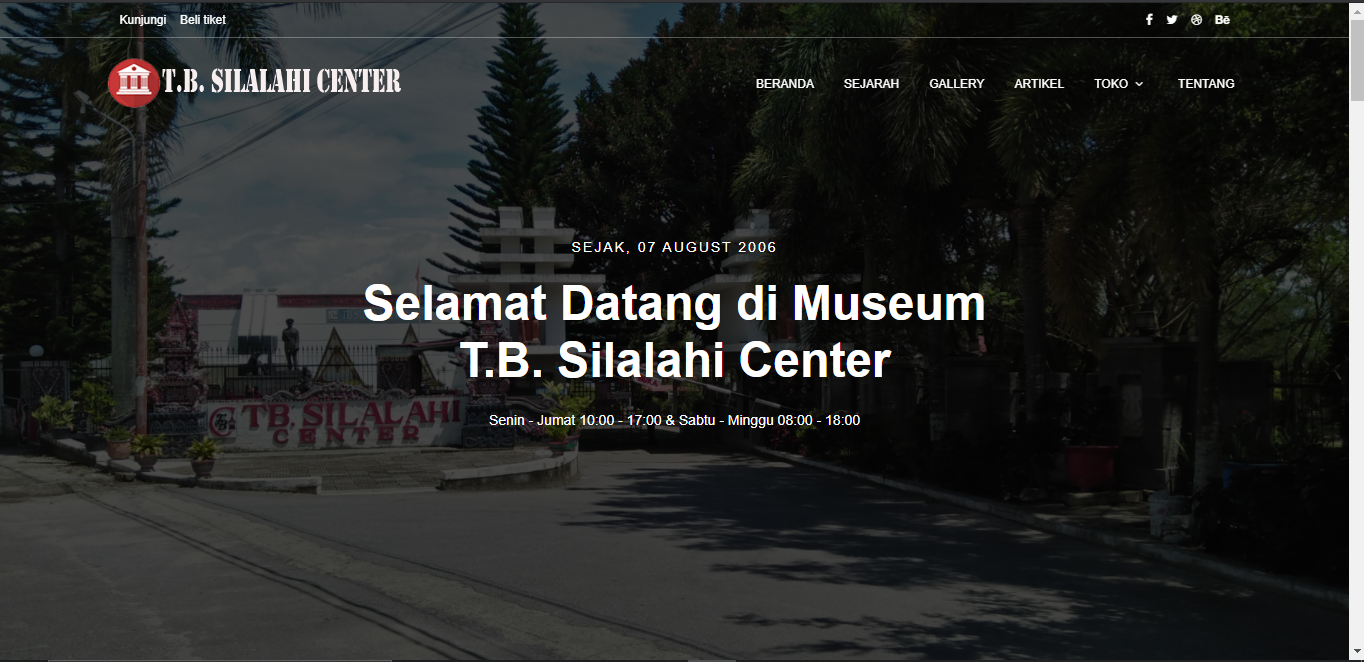 Kunjungi Beli tiket
T.B. SILALAHI CENTER
BERANDA SEJARAH GALLERY ARTIKEL TOKO TENTANG
SEJAK, 07 AUGUST 2006
Selamat Datang di Museum
T.B. Silalahi Center
Senin - Jumat 10:00 - 17:00 & Sabtu - Minggu 08:00 - 18:00
TB. SILALAHI
CENTER